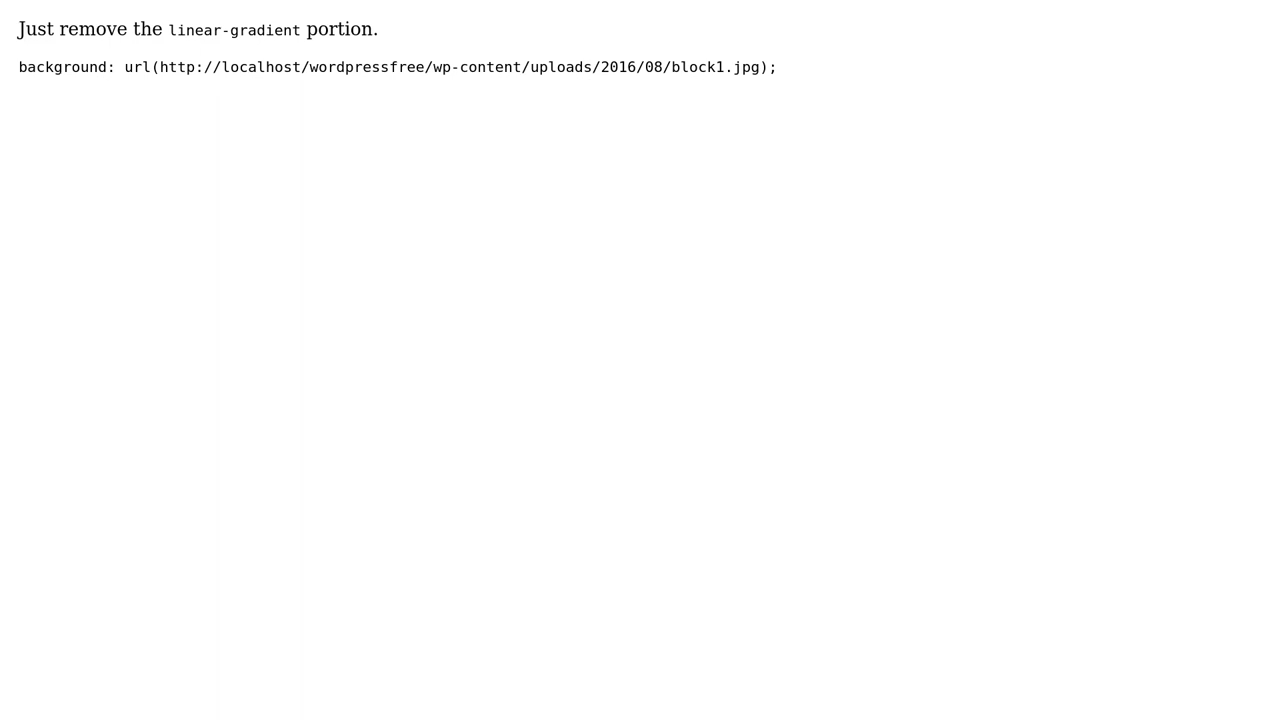 Just remove the linear-gradient portion.
background: url(http://localhost/wordpressfree/wp-content/uploads/2016/08/block1.jpg);